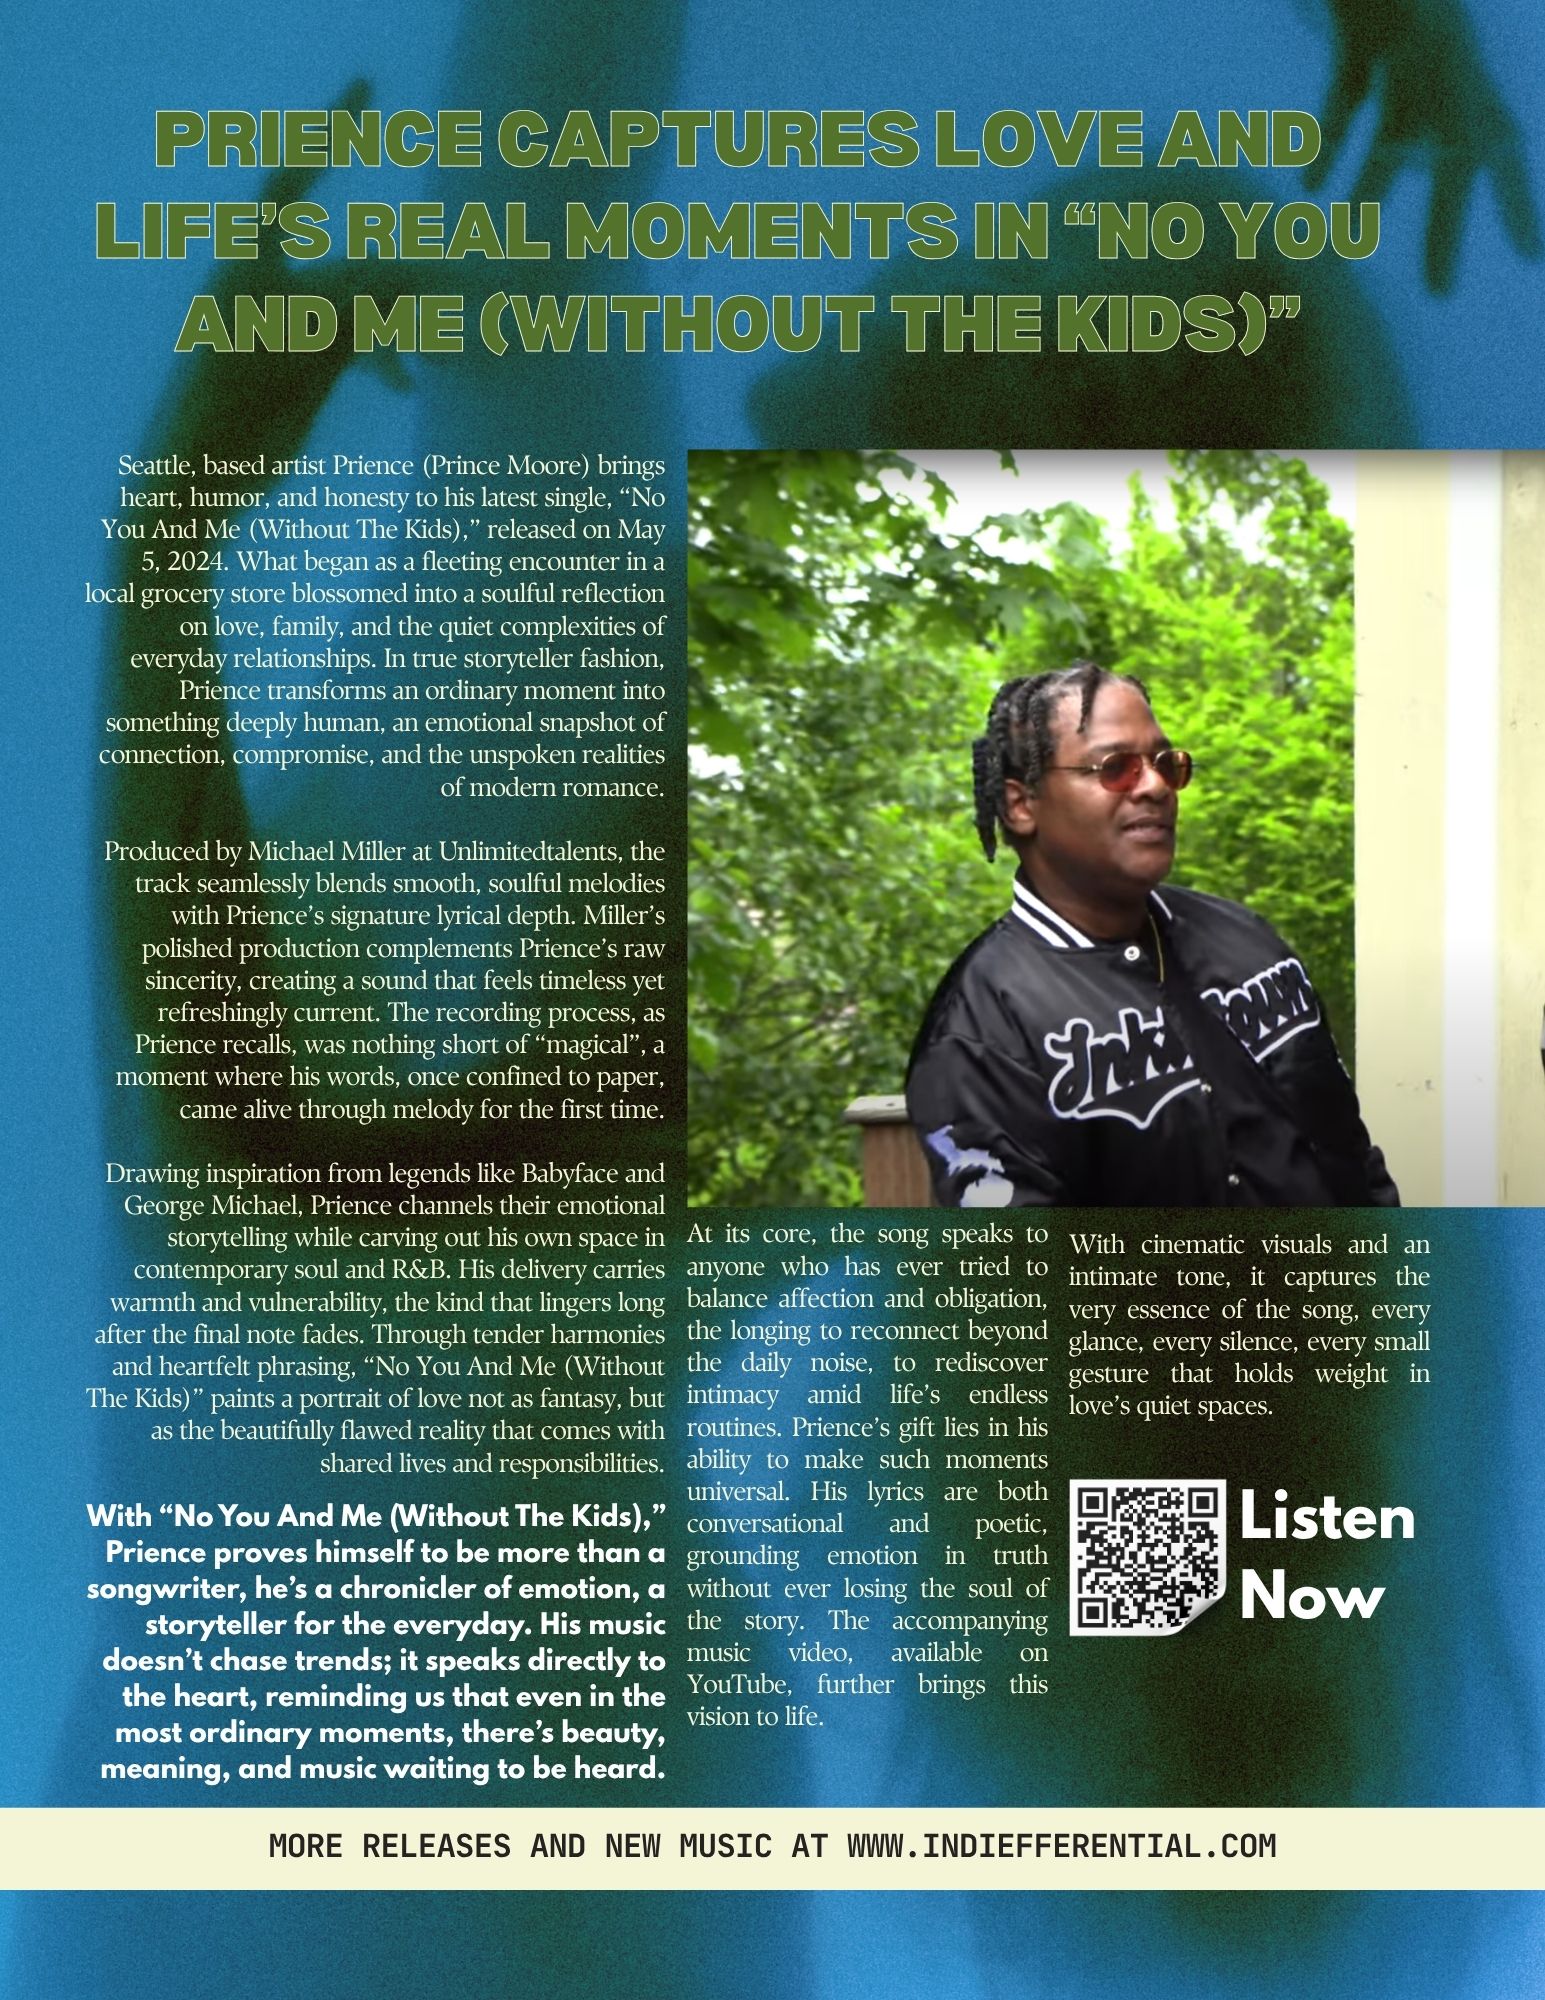 PRIENCE CAPTURES LOVE AND
LIFE’S REAL MOMENTS IN “NO YOU
AND ME (WITHOUT THE KIDS)”
Seattle, based artist Prience (Prince Moore) brings
heart, humor, and honesty to his latest single, “No
You And Me (Without The Kids),” released on May
5, 2024. What began as a fleeting encounter in a
local grocery store blossomed into a soulful reflection
on love, family, and the quiet complexities of
everyday relationships. In true storyteller fashion,
Prience transforms an ordinary moment into
something deeply human, an emotional snapshot of
connection, compromise, and the unspoken realities
of modern romance.
Produced by Michael Miller at Unlimitedtalents, the
track seamlessly blends smooth, soulful melodies
with Prience’s signature lyrical depth. Miller’s
polished production complements Prience’s raw
sincerity, creating a sound that feels timeless yet
refreshingly current. The recording process, as
Prience recalls, was nothing short of “magical”, a
moment where his words, once confined to paper,
came alive through melody for the first time.
Drawing inspiration from legends like Babyface and
George Michael, Prience channels their emotional
storytelling while carving out his own space in
contemporary soul and R&B. His delivery carries
warmth and vulnerability, the kind that lingers long
after the final note fades. Through tender harmonies
and heartfelt phrasing, “No You And Me (Without
The Kids)” paints a portrait of love not as fantasy, but
as the beautifully flawed reality that comes with
shared lives and responsibilities.
With “No You And Me (Without The Kids),”
Prience proves himself to be more than a
songwriter, he’s a chronicler of emotion, a
storyteller for the everyday. His music
doesn’t chase trends; it speaks directly to
the heart, reminding us that even in the
most ordinary moments, there’s beauty,
meaning, and music waiting to be heard.
At its core, the song speaks to
anyone who has ever tried to
balance affection and obligation,
the longing to reconnect beyond
the daily noise, to rediscover
intimacy amid life’s endless
routines. Prience’s gift lies in his
ability to make such moments
universal. His lyrics are both
conversational and poetic,
grounding emotion in truth
without ever losing the soul of
the story. The accompanying
music video, available on
YouTube, further brings this
vision to life.
With cinematic visuals and an
intimate tone, it captures the
very essence of the song, every
glance, every silence, every small
gesture that holds weight in
love’s quiet spaces.
Listen
Now
MORE RELEASES AND NEW MUSIC AT WWW.INDIEFFERENTIAL.COM